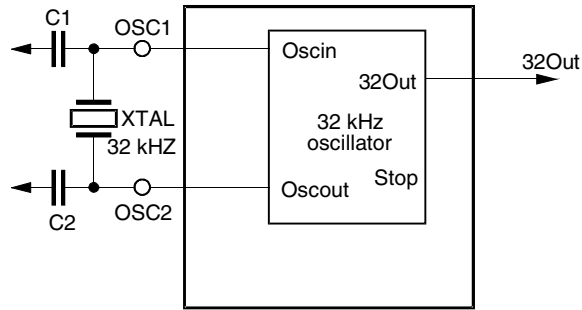 C1
OSC1
Oscin
32Out
32Out
XTAL
32 kHZ
32 kHz
oscillator
Stop
Oscout
OSC2
C2